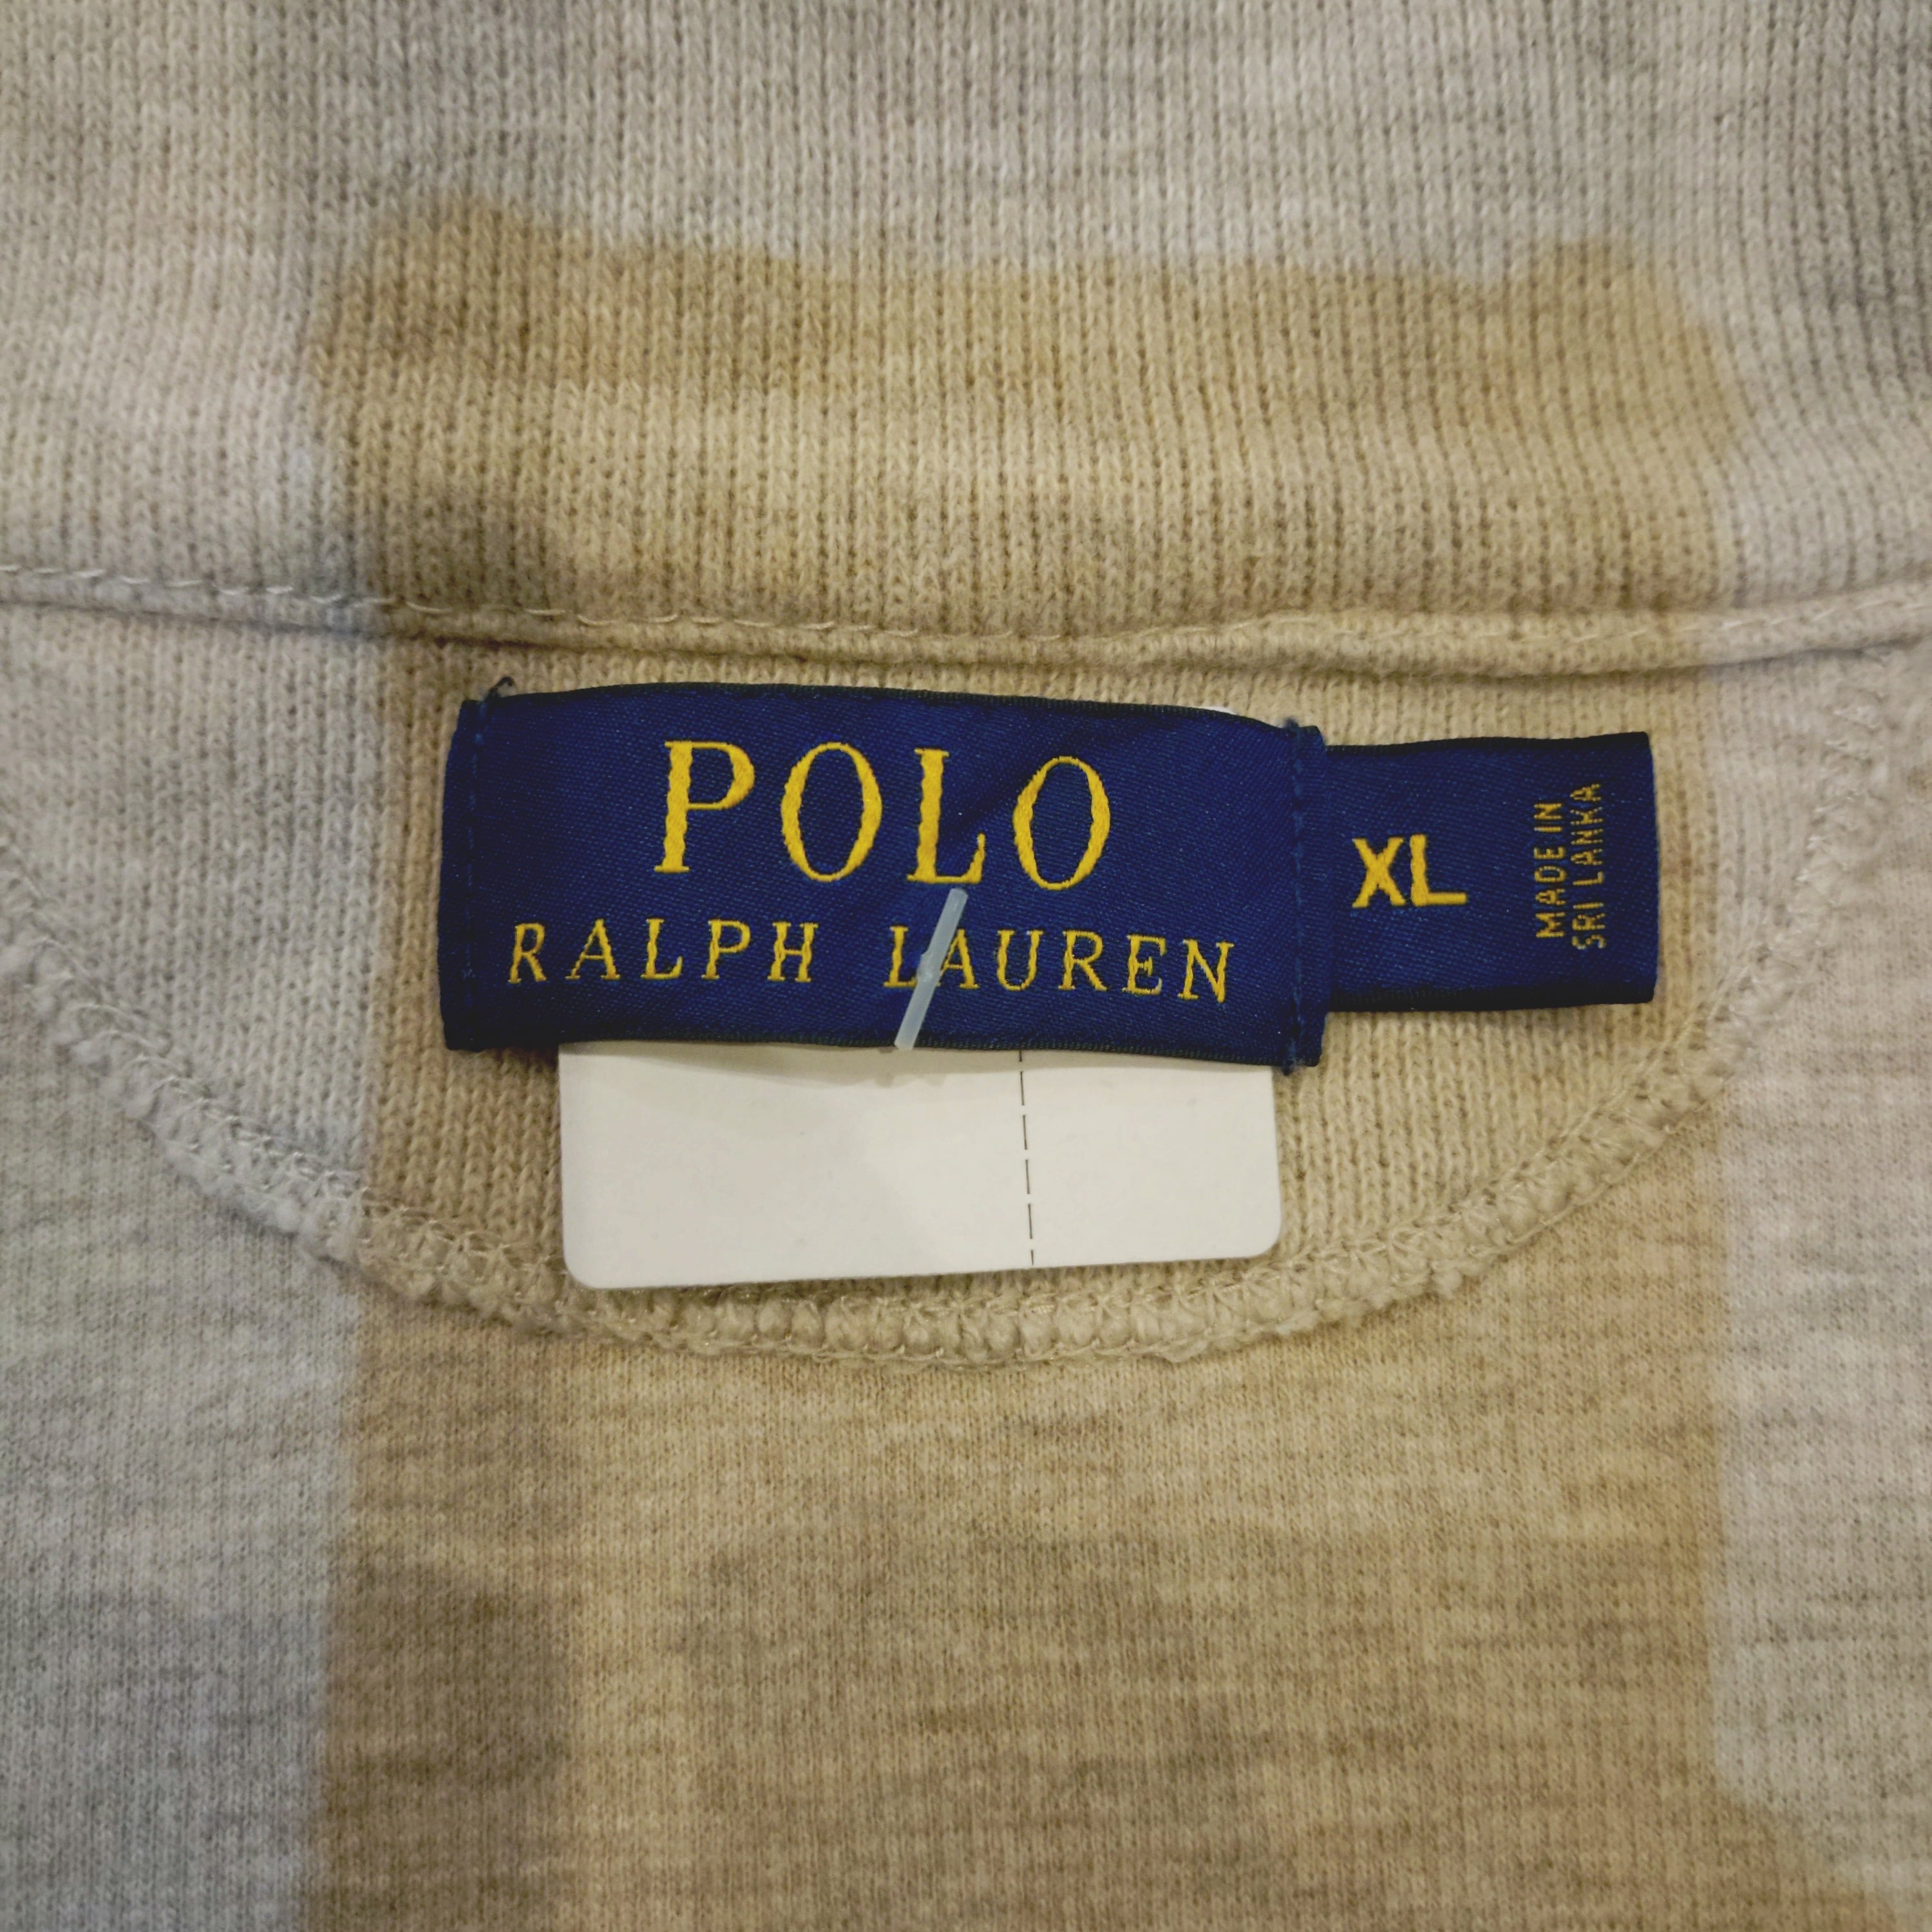 POLO
RALPH LAUREN
XL
MADE IN
SRI LANKA